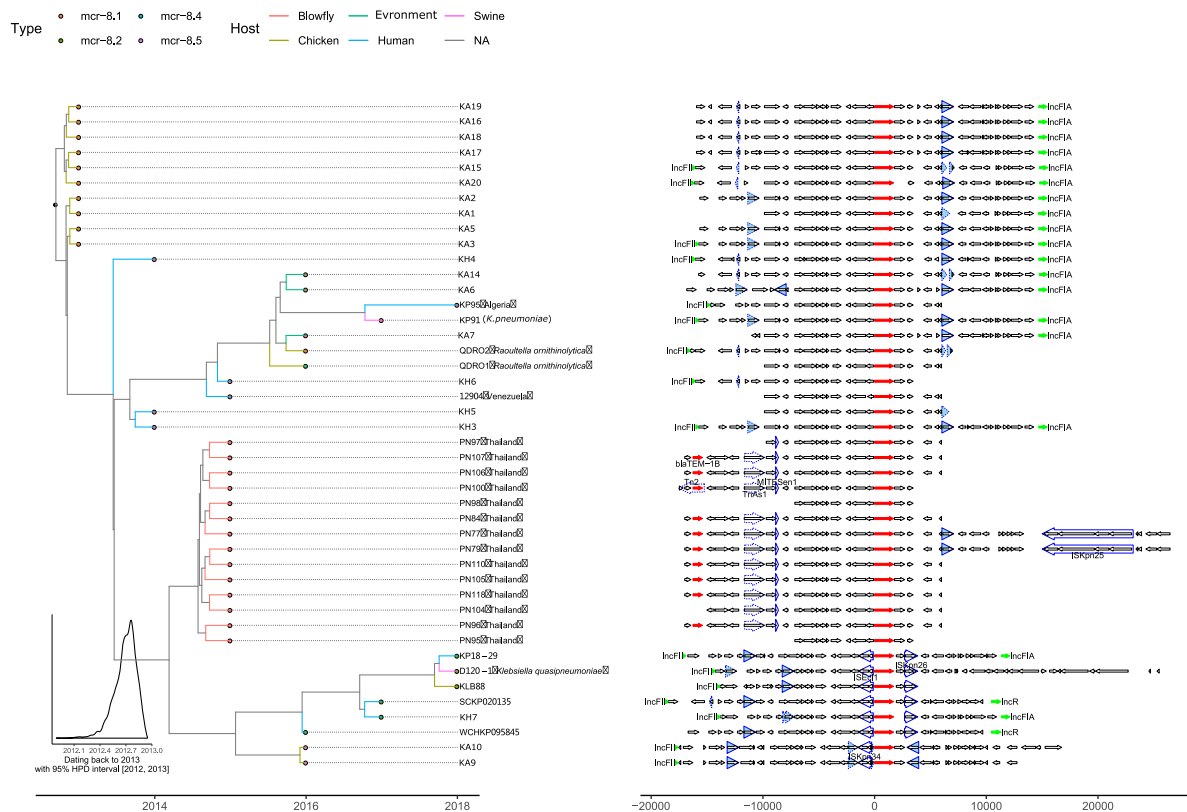 Type mcr−8.1 mcr−8.4 Host Blowfly Evronment Swine
mcr−8.2 mcr−8.5 Chicken Human NA
KA19 IncFIA
KA16 IncFIA
KA18 IncFIA
KA17 IncFIA
KA15 IncFII IncFIA
KA20 IncFII IncFIA
KA2 IncFIA
KA1 IncFIA
KA5 IncFIA
KA3 IncFII IncFIA
KH4 IncFII IncFIA
KA14 IncFIA
KA6 IncFIA
KP95 Algeria IncFII
KP91 (K.pneumoniae) IncFII IncFIA
KA7 IncFIA
QDRO2 Raoultella ornithinolytica IncFII
QDRO1 Raoultella ornithinolytica
KH6 IncFII
12904 Venezuela
KH5
KH3 IncFII IncFIA
PN97 Thailand
PN107 Thailand
blaTEM−1B
PN106 Thailand
Tn2 MITESen1
PN100 Thailand
TnAs1
PN98 Thailand
PN84 Thailand
PN77 Thailand
PN79 Thailand
ISKpn25
PN110 Thailand
PN105 Thailand
PN118 Thailand
PN104 Thailand
PN96 Thailand
PN95 Thailand
KP18−29 IncFII IncFIA
ISKpn26
D120−1 Klebsiella quasipneumoniae IncFII
ISEcl1
KLB88 IncFII
SCKP020135 IncFII IncR
KH7 IncFII IncFIA
WCHKP095845 IncR
KA10 IncFII
ISKpn34
KA9 IncFII
2012.1 2012.4 2012.7 2013.0
Dating back to 2013
with 95% HPD interval [2012, 2013]
2014 2016 2018
−20000 −10000 0 10000 20000